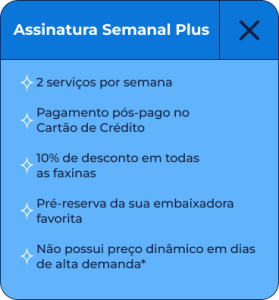 Assinatura Semanal Plus
2 serviços por semana
Pagamento pós-pago no
Cartão de Crédito
10% de desconto em todas
as faxinas
Pré-reserva da sua embaixadora
favorita
Não possui preço dinâmico em dias
de alta demanda*